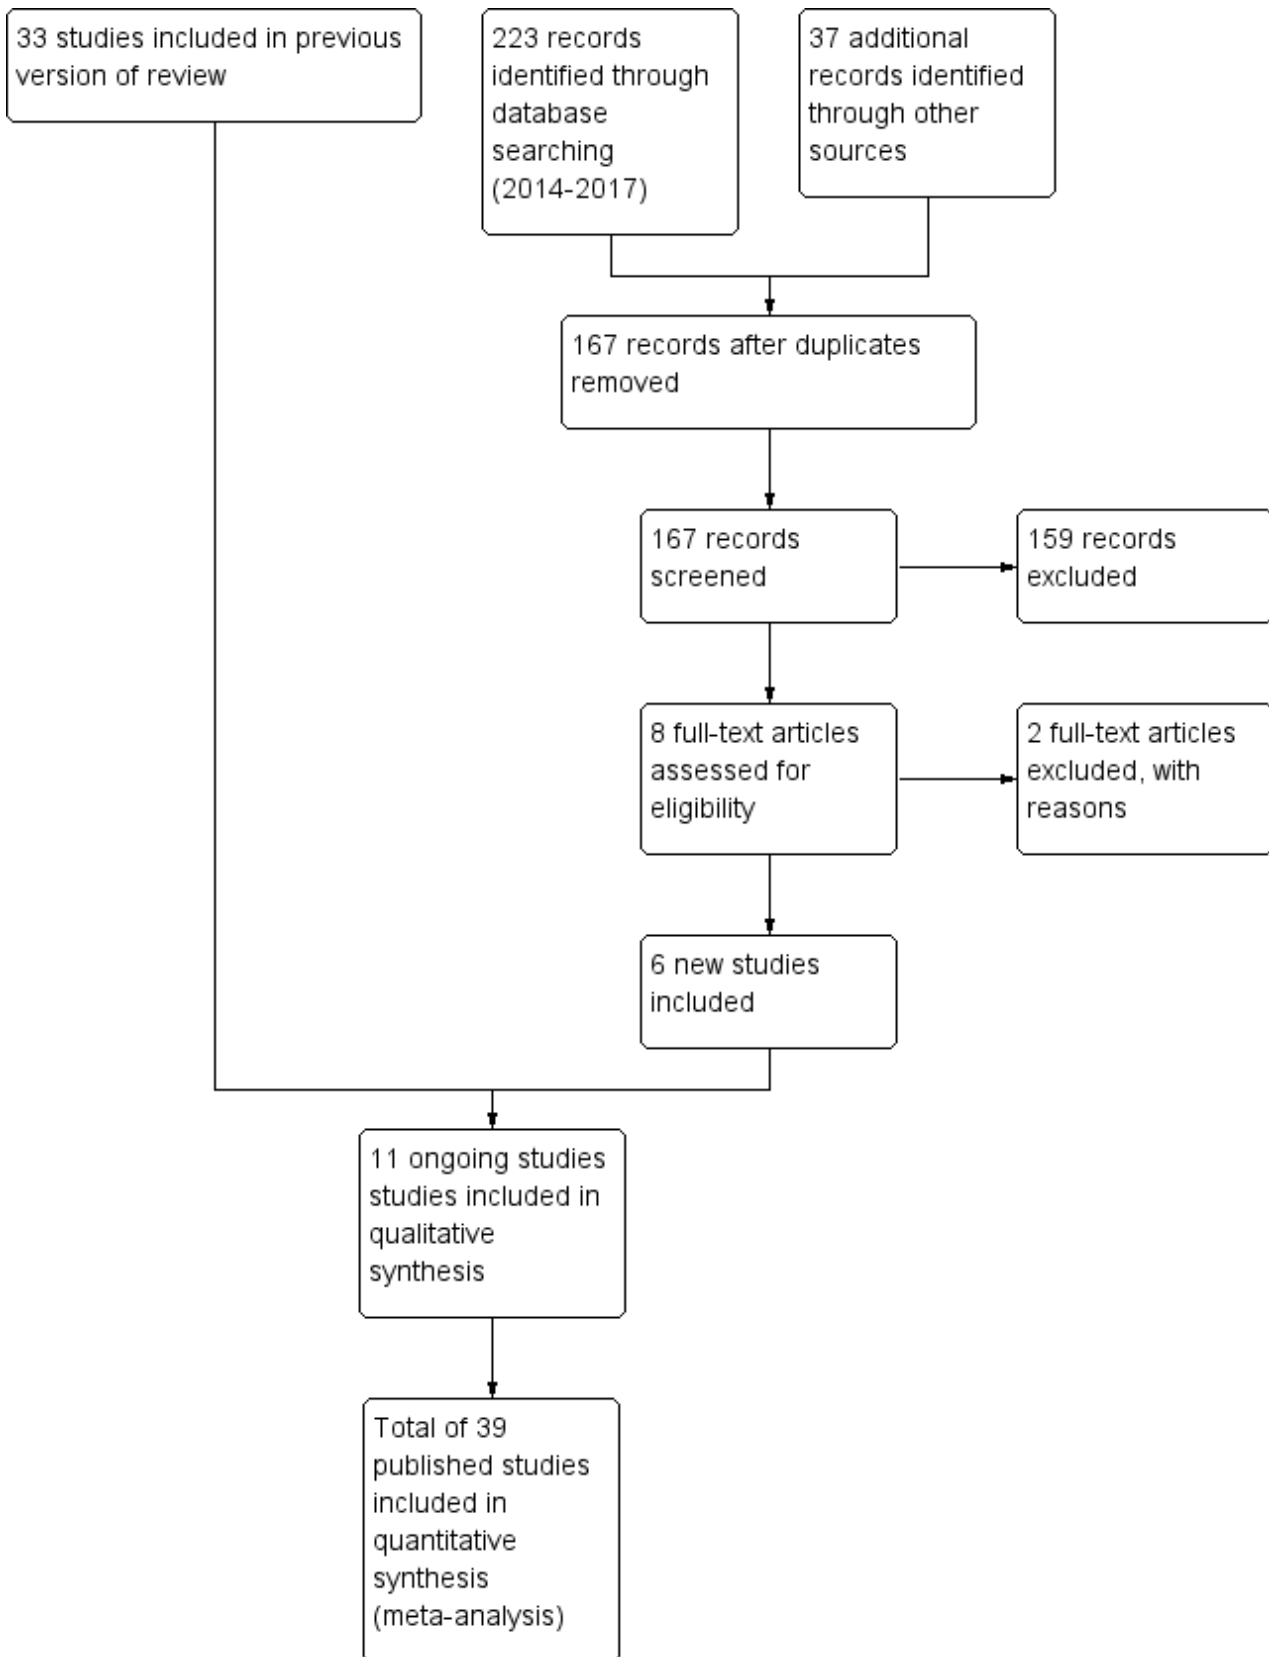 33 studies included in previous
version of review
223 records
identified through
database
searching
(2014-2017)
37 additional
records identified
through other
sources
167 records after duplicates
removed
167 records
screened
159 records
excluded
8 full-text articles
assessed for
eligibility
2 full-text articles
excluded, with
reasons
6 new studies
included
11 ongoing studies
studies included in
qualitative
synthesis
Total of 39
published studies
included in
quantitative
synthesis
(meta-analysis)